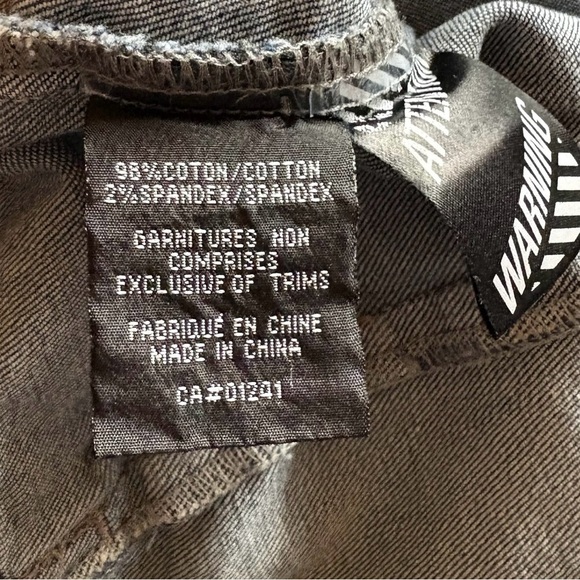 98% COTON/COTTON
2% SPANDEX/SPANDEX
GARNITURES NON
COMPRISES
EXCLUSIVE OF TRIMS
FABRIQUÉ EN CHINE
MADE IN CHINA
CA#01241
WARNING